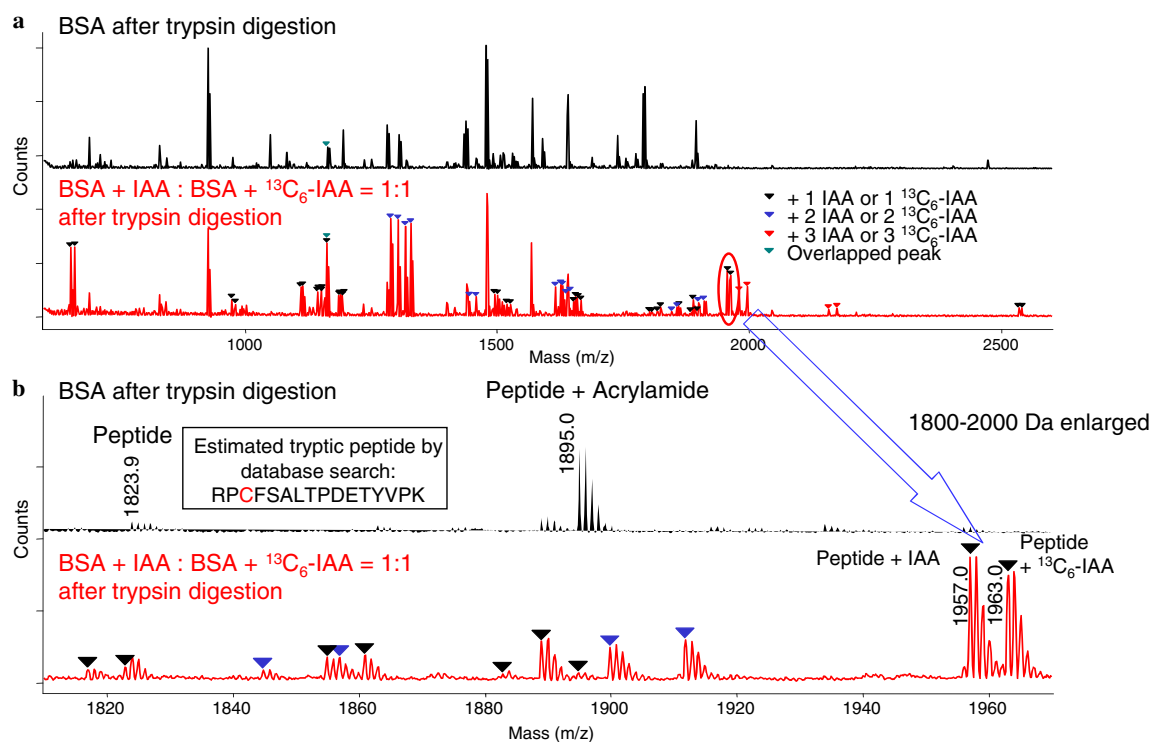 a
BSA after trypsin digestion
Counts
BSA + IAA : BSA + ¹³C₆-IAA = 1:1
after trypsin digestion
+ 1 IAA or 1 ¹³C₆-IAA
+ 2 IAA or 2 ¹³C₆-IAA
+ 3 IAA or 3 ¹³C₆-IAA
Overlapped peak
1000 1500 2000 2500
Mass (m/z)
b
BSA after trypsin digestion
Peptide + Acrylamide
1800-2000 Da enlarged
Peptide
1823.9
Estimated tryptic peptide by
database search:
RPCFSALTPDETYVPK
1895.0
Counts
BSA + IAA : BSA + ¹³C₆-IAA = 1:1
after trypsin digestion
Peptide + IAA
Peptide
+ ¹³C₆-IAA
1957.0
1963.0
1820 1840 1860 1880 1900 1920 1940 1960
Mass (m/z)